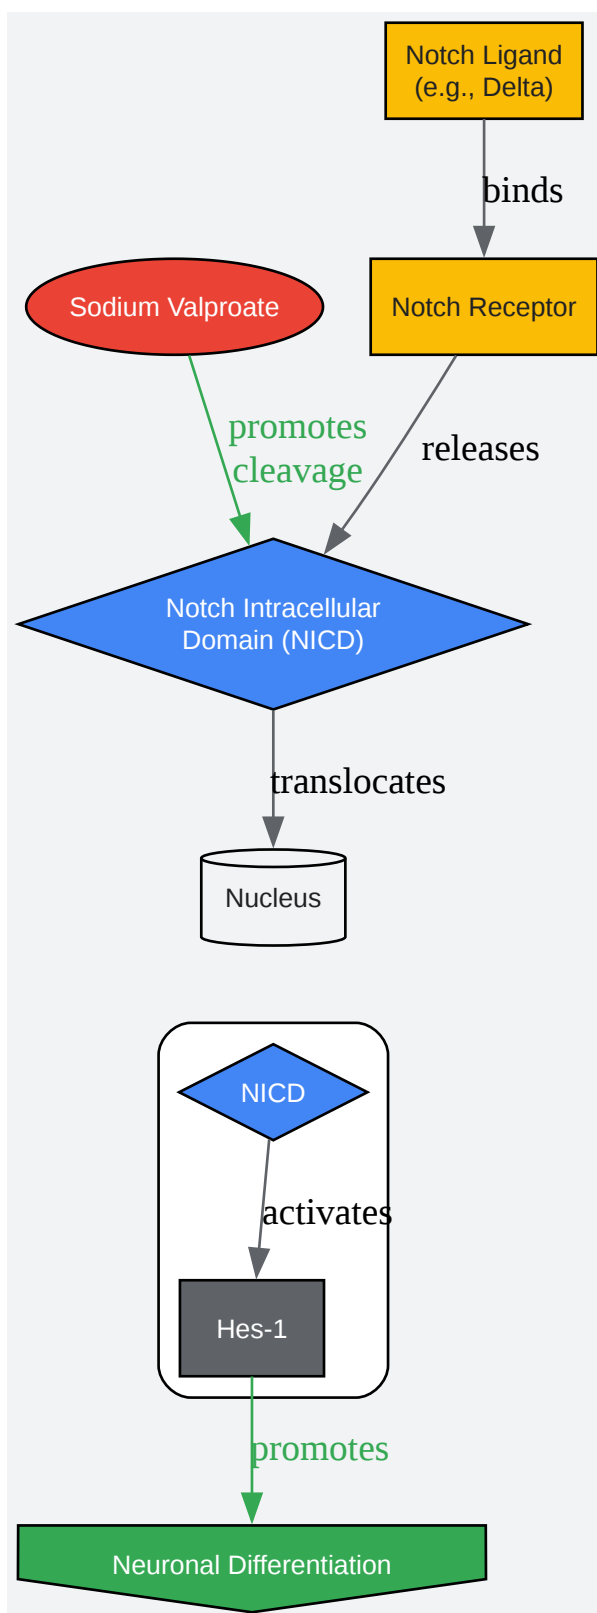 Notch Ligand
(e.g., Delta)
binds
Sodium Valproate
Notch Receptor
promotes
cleavage
releases
Notch Intracellular
Domain (NICD)
translocates
Nucleus
NICD
activates
Hes-1
promotes
Neuronal Differentiation